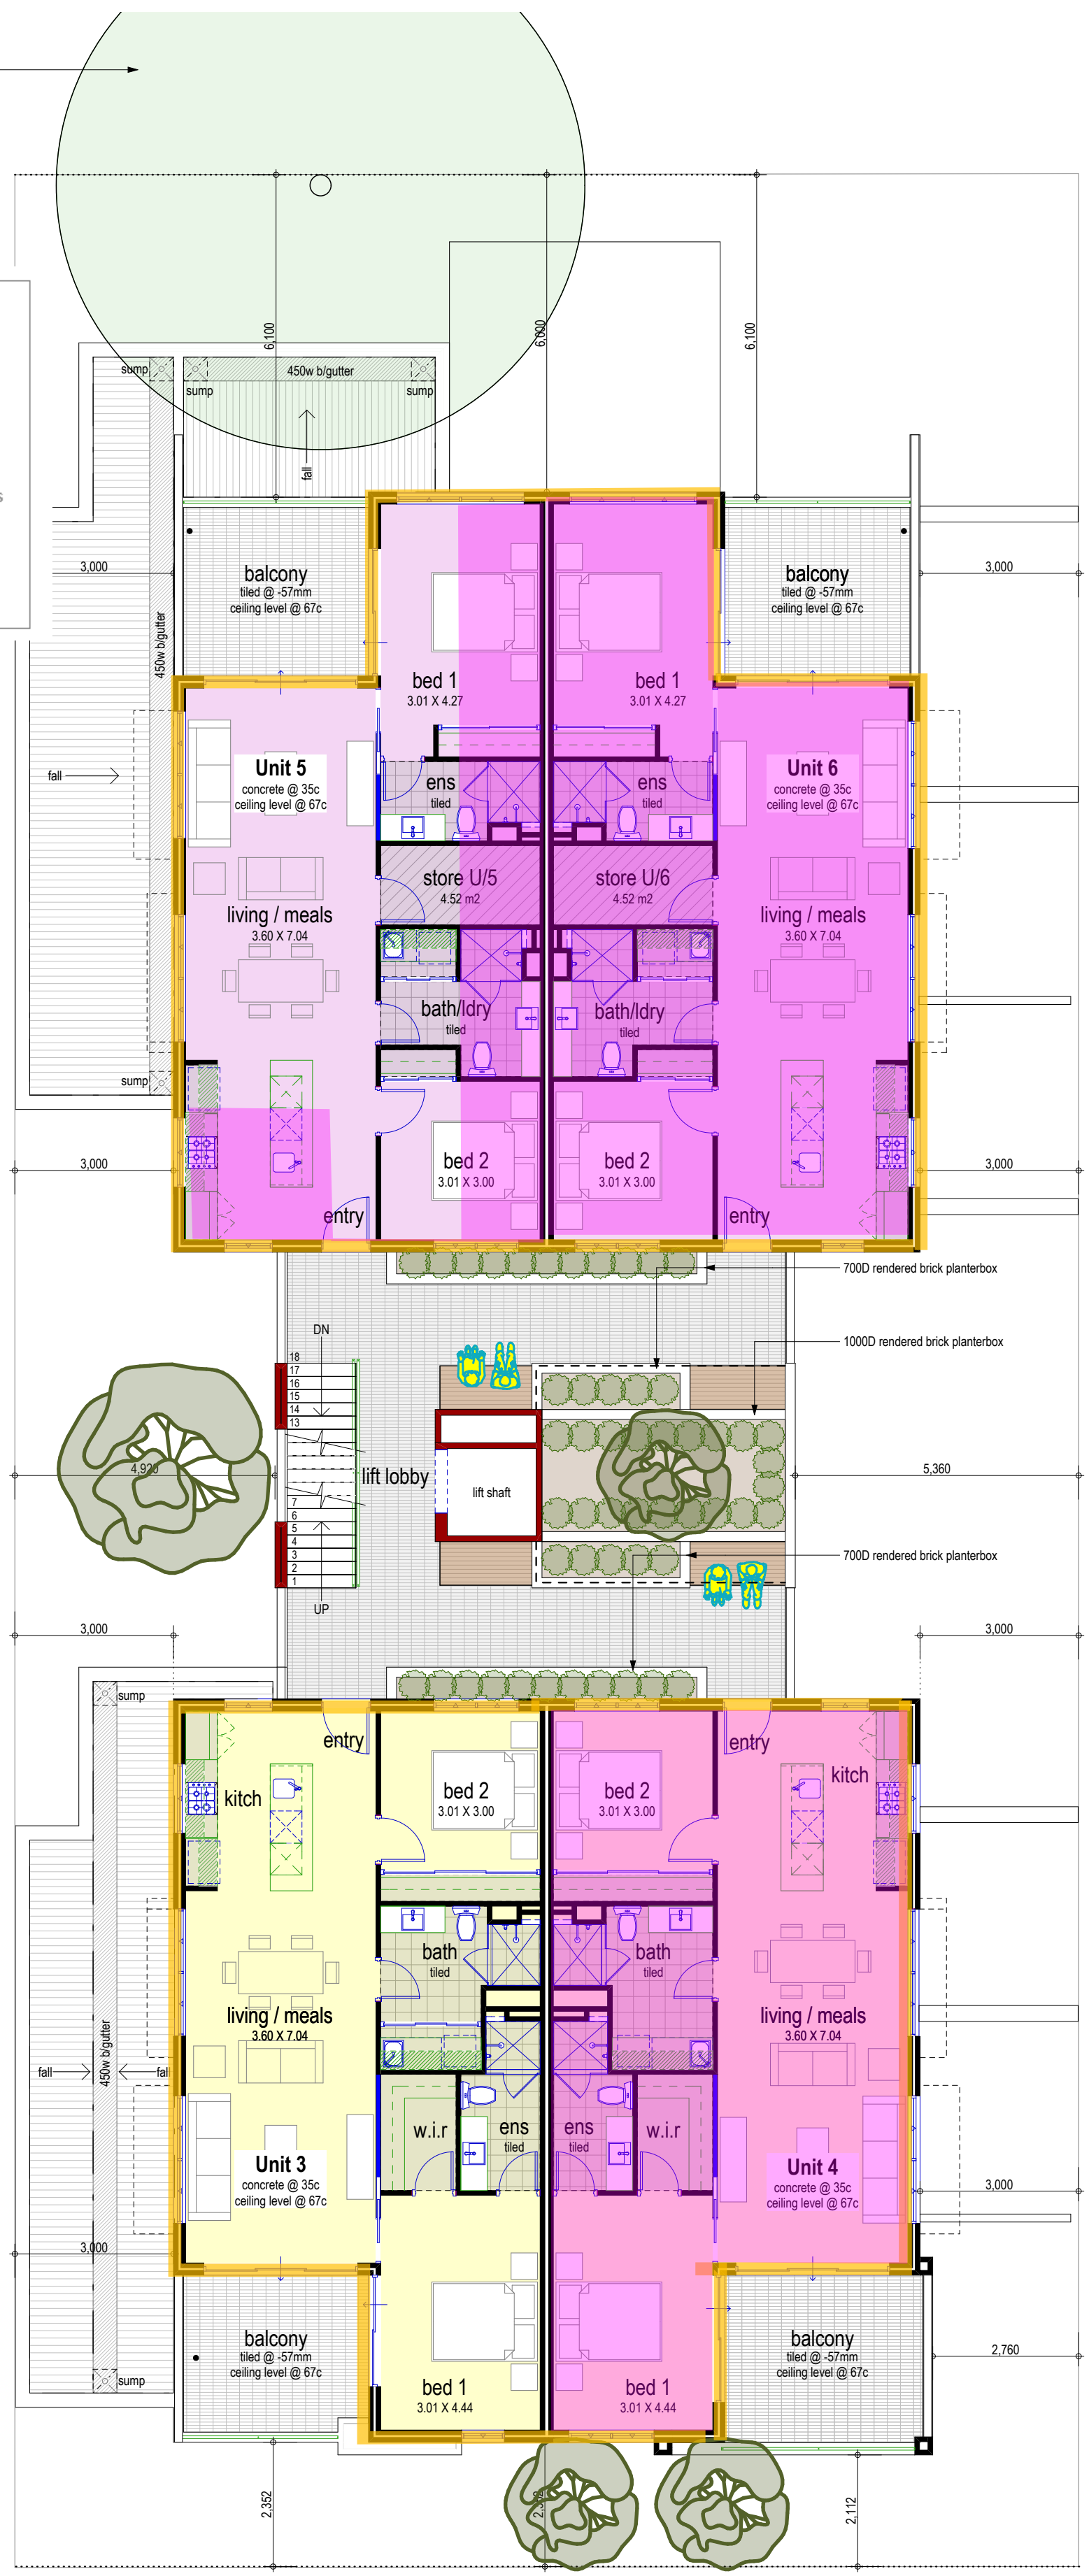 6,100
6,000
6,100
sump
450w b/gutter
sump
sump
fall
s
3,000
balcony
tiled @ -57mm
ceiling level @ 67c
balcony
tiled @ -57mm
ceiling level @ 67c
3,000
450w b/gutter
bed 1
3.01 X 4.27
bed 1
3.01 X 4.27
fall
Unit 5
concrete @ 35c
ceiling level @ 67c
ens
tiled
ens
tiled
Unit 6
concrete @ 35c
ceiling level @ 67c
store U/5
4.52 m2
store U/6
4.52 m2
living / meals
3.60 X 7.04
living / meals
3.60 X 7.04
bath/ldry
tiled
bath/ldry
tiled
sump
3,000
bed 2
3.01 X 3.00
bed 2
3.01 X 3.00
3,000
entry
entry
700D rendered brick planterbox
DN
1000D rendered brick planterbox
18
17
16
15
14
13
4,920
lift lobby
lift shaft
5,360
7
6
5
4
3
2
1
700D rendered brick planterbox
UP
3,000
3,000
sump
entry
entry
kitch
bed 2
3.01 X 3.00
bed 2
3.01 X 3.00
kitch
bath
tiled
bath
tiled
living / meals
3.60 X 7.04
living / meals
3.60 X 7.04
450w b/gutter
fall
fall
w.i.r
ens
tiled
ens
tiled
w.i.r
Unit 3
concrete @ 35c
ceiling level @ 67c
Unit 4
concrete @ 35c
ceiling level @ 67c
3,000
3,000
balcony
tiled @ -57mm
ceiling level @ 67c
balcony
tiled @ -57mm
ceiling level @ 67c
2,760
sump
bed 1
3.01 X 4.44
bed 1
3.01 X 4.44
2,352
2,112